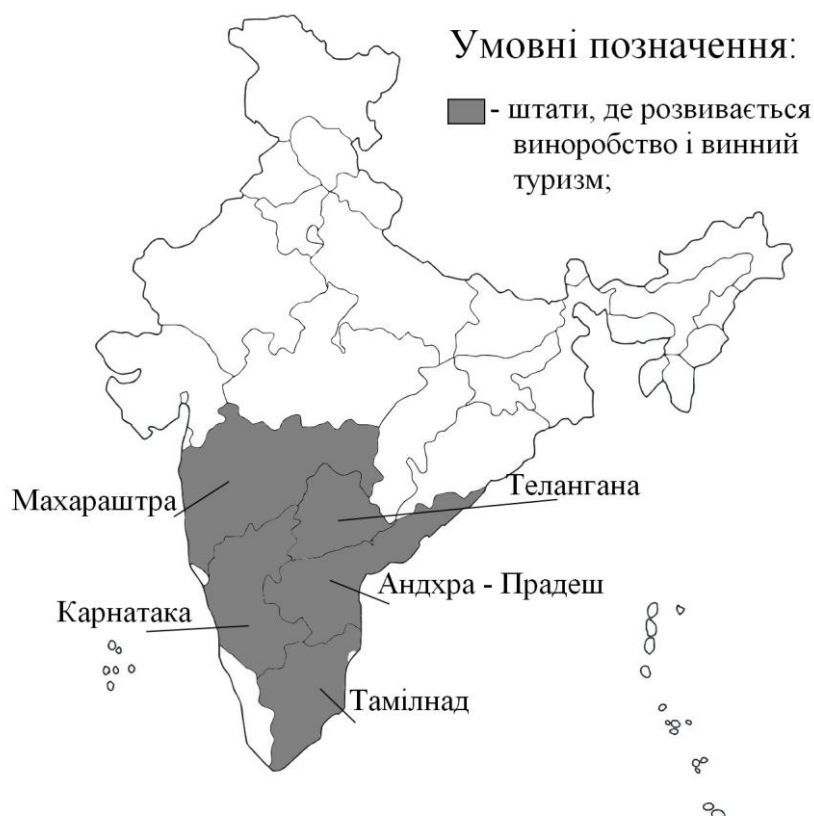 Умовні позначення:
- штати, де розвивається
виноробство і винний
туризм;
Махараштра
Телангана
Андхра - Прадеш
Карнатака
Тамілнад